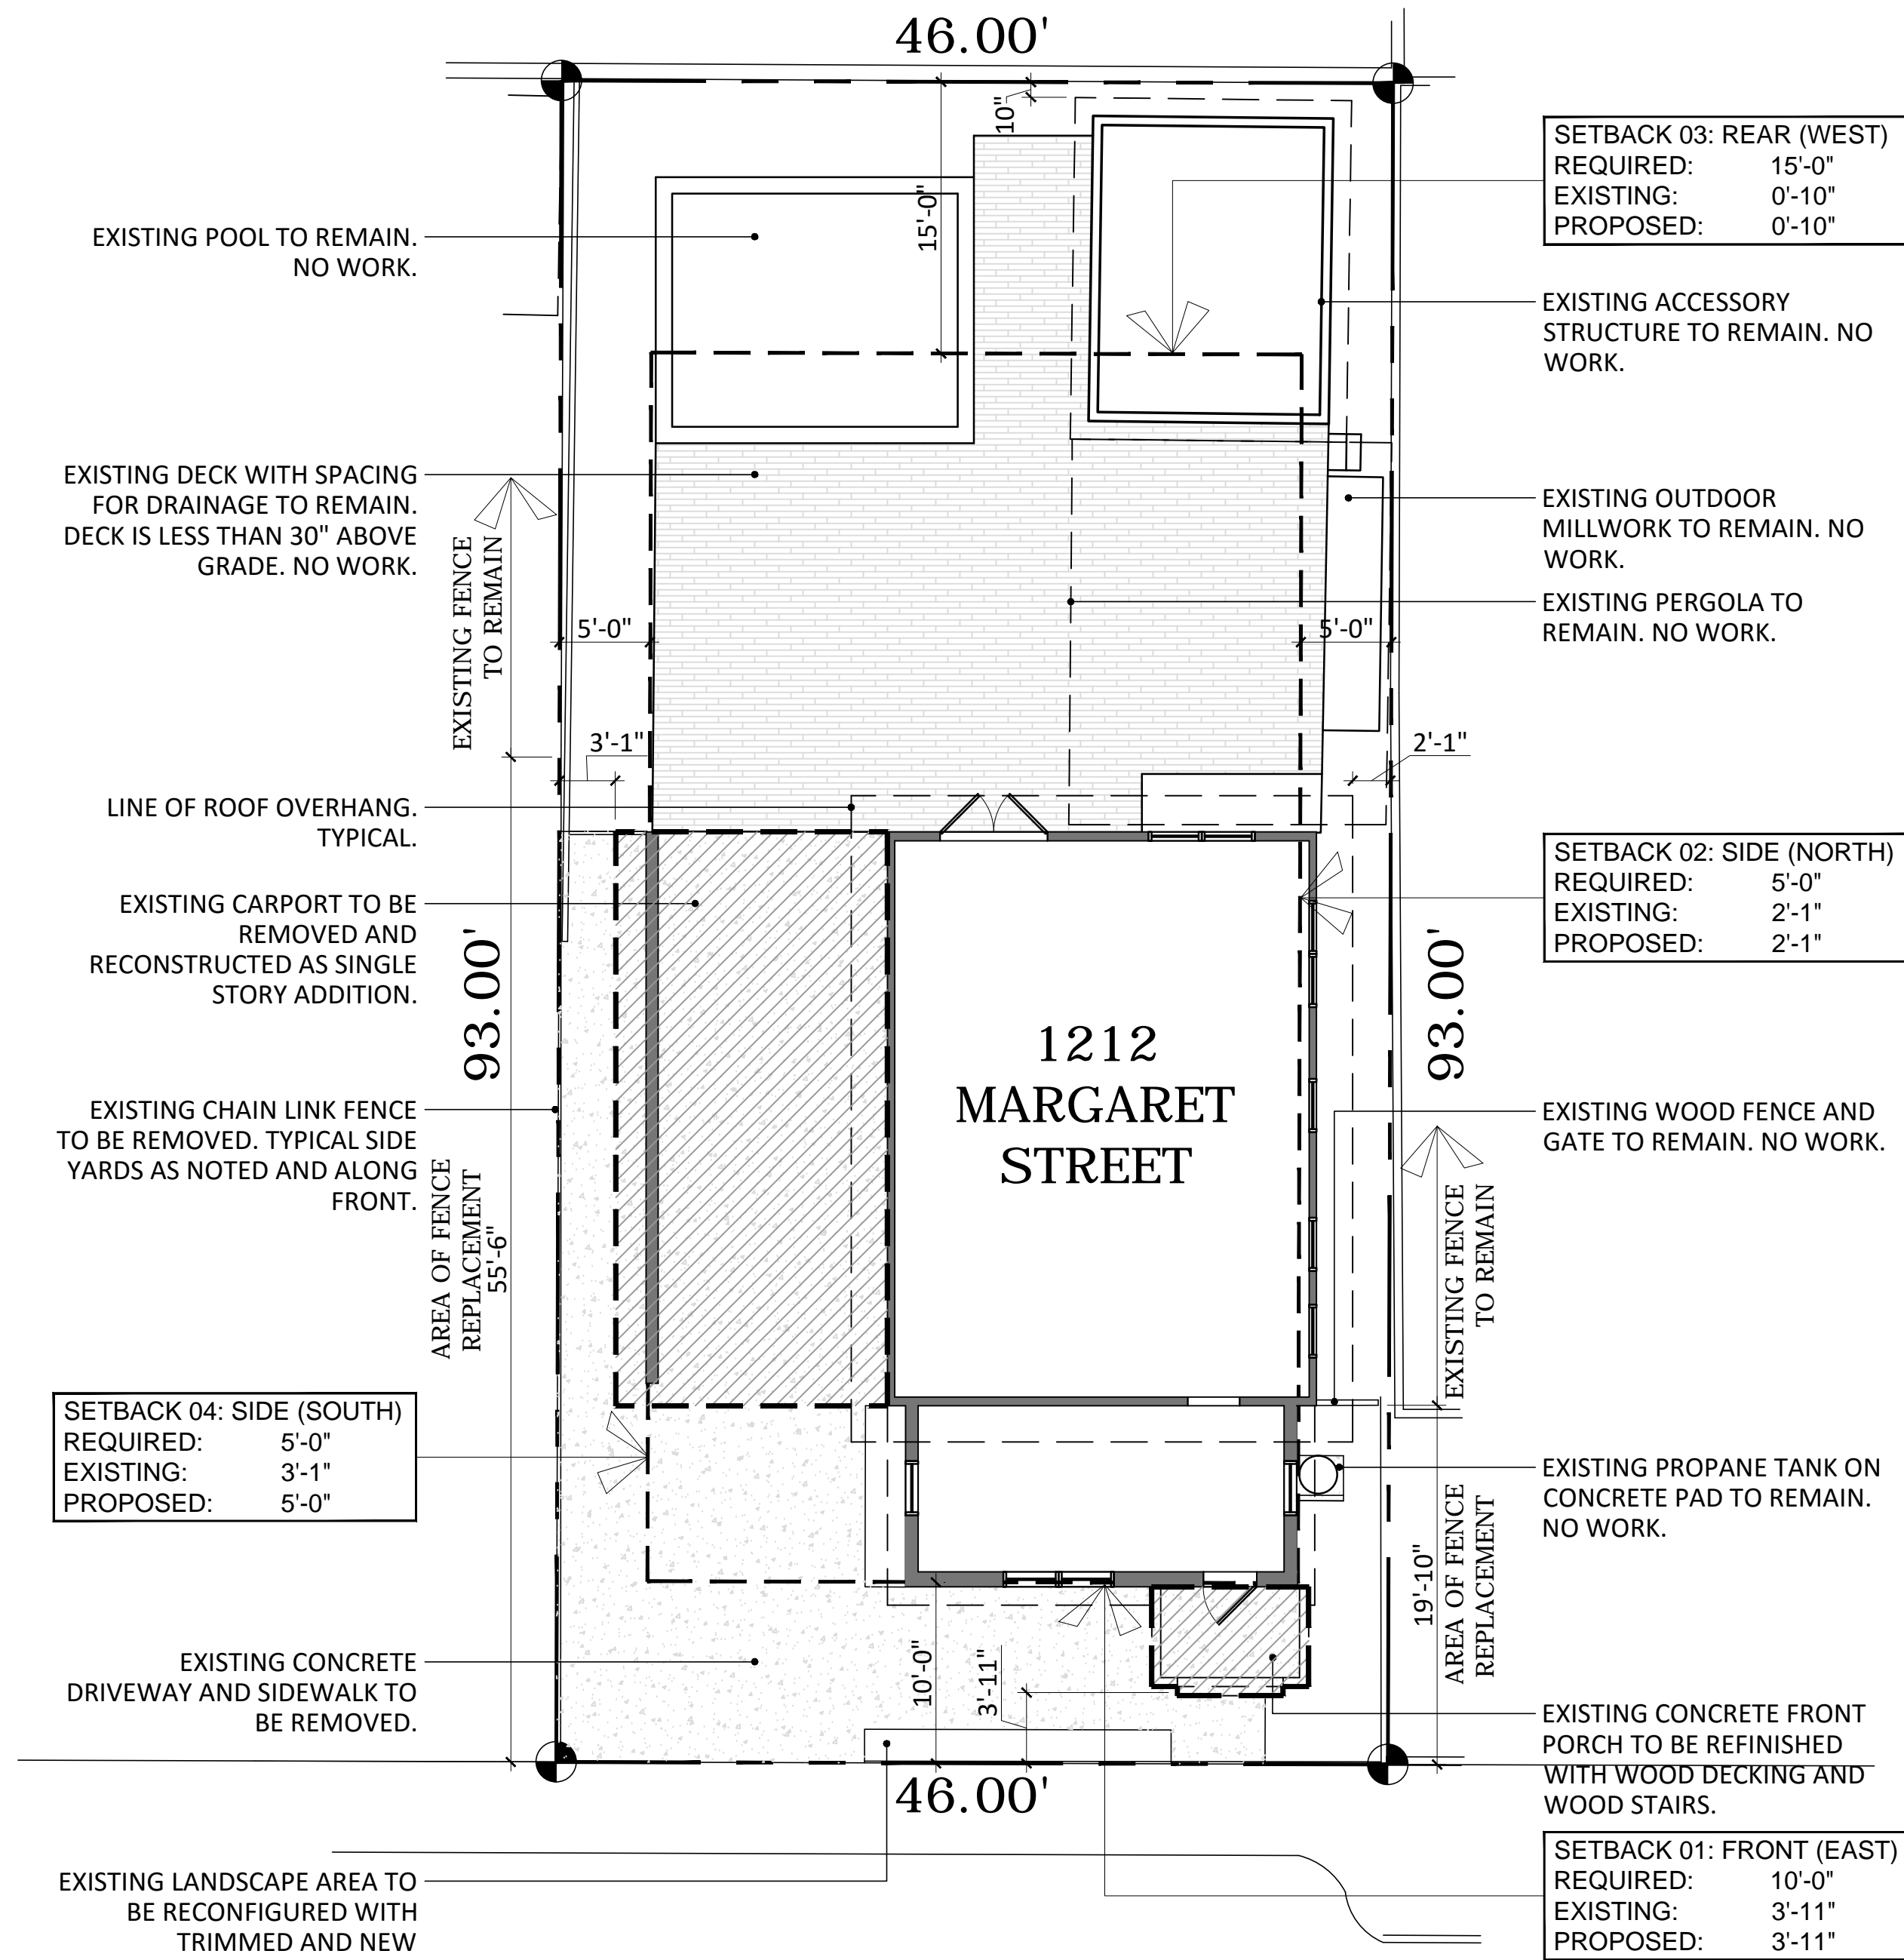 46.00'
10"
15'-0"
SETBACK 03: REAR (WEST)
REQUIRED: 15'-0"
EXISTING: 0'-10"
PROPOSED: 0'-10"
EXISTING POOL TO REMAIN.
NO WORK.
EXISTING ACCESSORY
STRUCTURE TO REMAIN. NO
WORK.
EXISTING DECK WITH SPACING
FOR DRAINAGE TO REMAIN.
DECK IS LESS THAN 30" ABOVE
GRADE. NO WORK.
EXISTING FENCE
TO REMAIN
EXISTING OUTDOOR
MILLWORK TO REMAIN. NO
WORK.
EXISTING PERGOLA TO
REMAIN. NO WORK.
5'-0"
5'-0"
3'-1"
2'-1"
LINE OF ROOF OVERHANG.
TYPICAL.
SETBACK 02: SIDE (NORTH)
REQUIRED: 5'-0"
EXISTING: 2'-1"
PROPOSED: 2'-1"
EXISTING CARPORT TO BE
REMOVED AND
RECONSTRUCTED AS SINGLE
STORY ADDITION.
93.00'
93.00'
1212
MARGARET
STREET
EXISTING CHAIN LINK FENCE
TO BE REMOVED. TYPICAL SIDE
YARDS AS NOTED AND ALONG
FRONT.
EXISTING WOOD FENCE AND
GATE TO REMAIN. NO WORK.
AREA OF FENCE
REPLACEMENT
55'-6"
EXISTING FENCE
TO REMAIN
SETBACK 04: SIDE (SOUTH)
REQUIRED: 5'-0"
EXISTING: 3'-1"
PROPOSED: 5'-0"
EXISTING PROPANE TANK ON
CONCRETE PAD TO REMAIN.
NO WORK.
19'-10"
AREA OF FENCE
REPLACEMENT
10'-0"
3'-11"
EXISTING CONCRETE
DRIVEWAY AND SIDEWALK TO
BE REMOVED.
EXISTING CONCRETE FRONT
PORCH TO BE REFINISHED
WITH WOOD DECKING AND
WOOD STAIRS.
46.00'
SETBACK 01: FRONT (EAST)
REQUIRED: 10'-0"
EXISTING: 3'-11"
PROPOSED: 3'-11"
EXISTING LANDSCAPE AREA TO
BE RECONFIGURED WITH
TRIMMED AND NEW